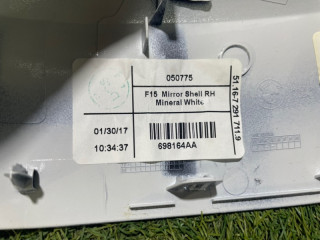 050775
F15 Mirror Shell RH
Mineral White
01/30/17
10:34:37
698164AA
51.16-7 291 711.9